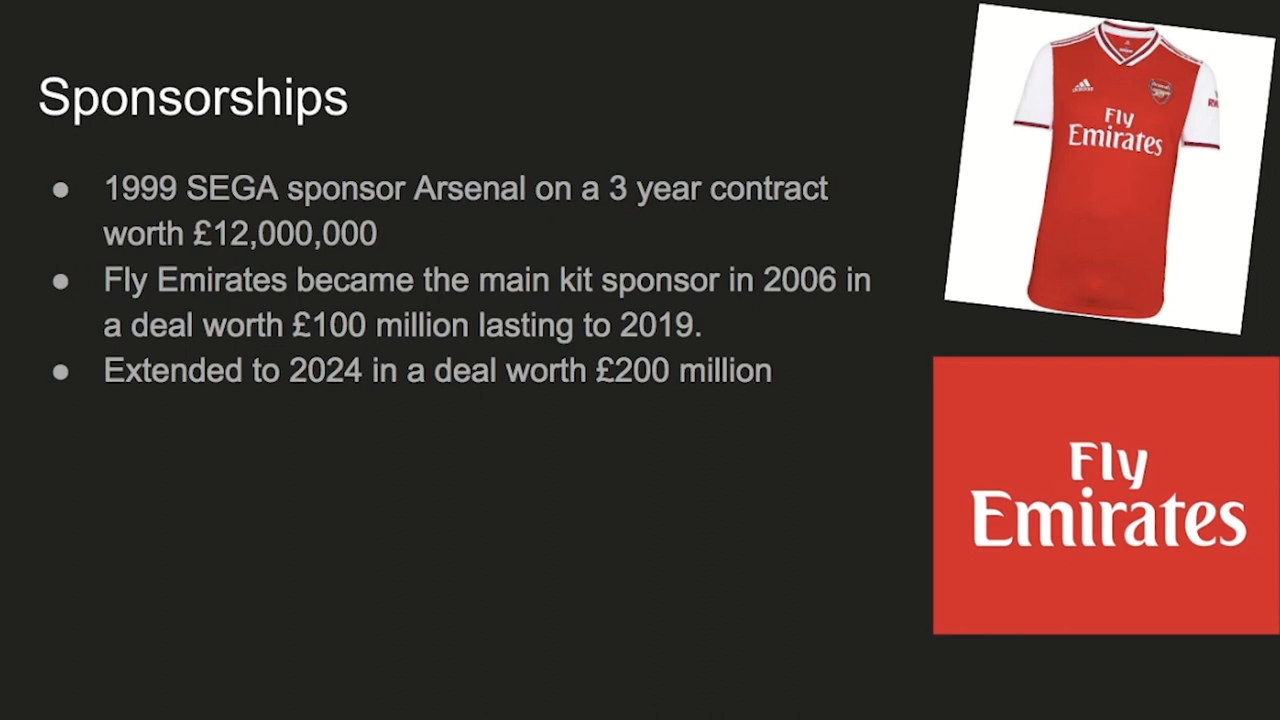 Sponsorships
● 1999 SEGA sponsor Arsenal on a 3 year contract
worth £12,000,000
● Fly Emirates became the main kit sponsor in 2006 in
a deal worth £100 million lasting to 2019.
● Extended to 2024 in a deal worth £200 million
adidas
Arsenal
Fly
Emirates
Fly
Emirates